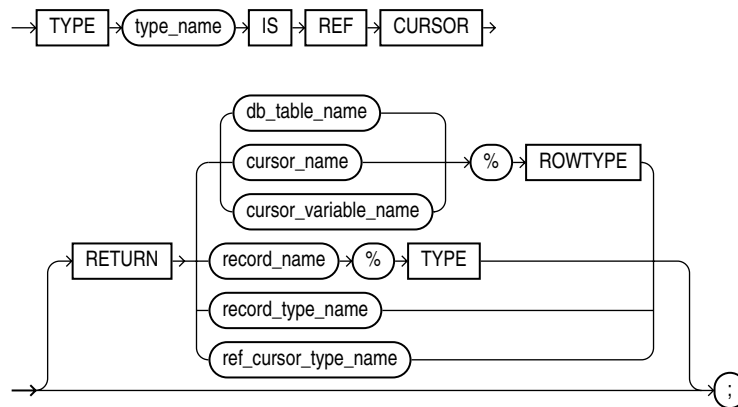 TYPE type_name IS REF CURSOR
db_table_name
cursor_name % ROWTYPE
cursor_variable_name
RETURN record_name % TYPE
record_type_name
ref_cursor_type_name
;